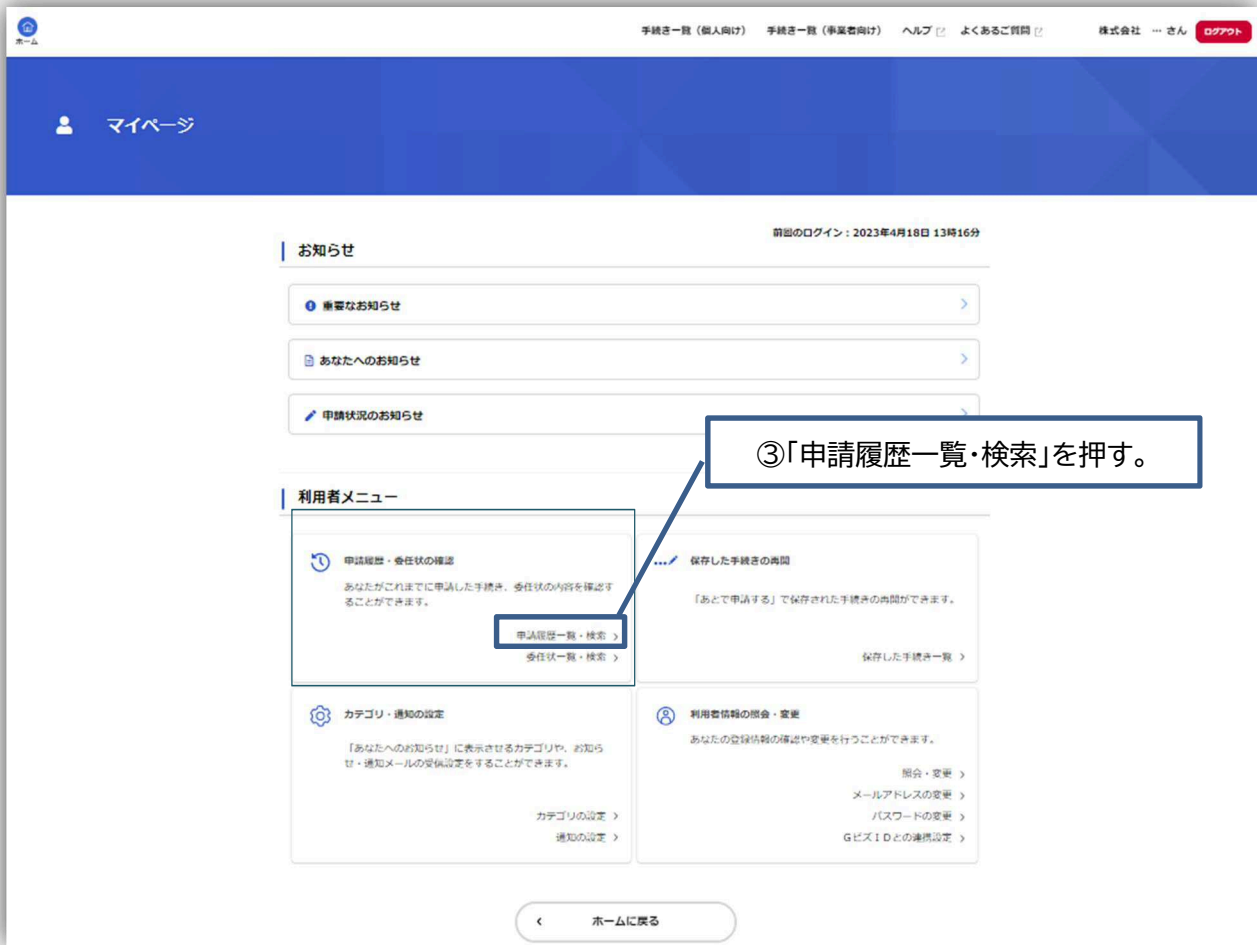 ホーム
手続き一覧（個人向け） 手続き一覧（事業者向け） ヘルプ よくあるご質問 株式会社 … さん ログアウト
マイページ
前回のログイン：2023年4月18日 13時16分
お知らせ
重要なお知らせ
あなたへのお知らせ
申請状況のお知らせ
③「申請履歴一覧・検索」を押す。
利用者メニュー
申請履歴・委任状の確認
あなたがこれまでに申請した手続き、委任状の内容を確認す
ることができます。
申請履歴一覧・検索
委任状一覧・検索
保存した手続きの再開
「あとで申請する」で保存された手続きの再開ができます。
保存した手続き一覧
カテゴリ・通知の設定
「あなたへのお知らせ」に表示させるカテゴリや、お知ら
せ・通知メールの受信設定をすることができます。
カテゴリの設定
通知の設定
利用者情報の照会・変更
あなたの登録情報の確認や変更を行うことができます。
照会・変更
メールアドレスの変更
パスワードの変更
GビズIDとの連携設定
ホームに戻る